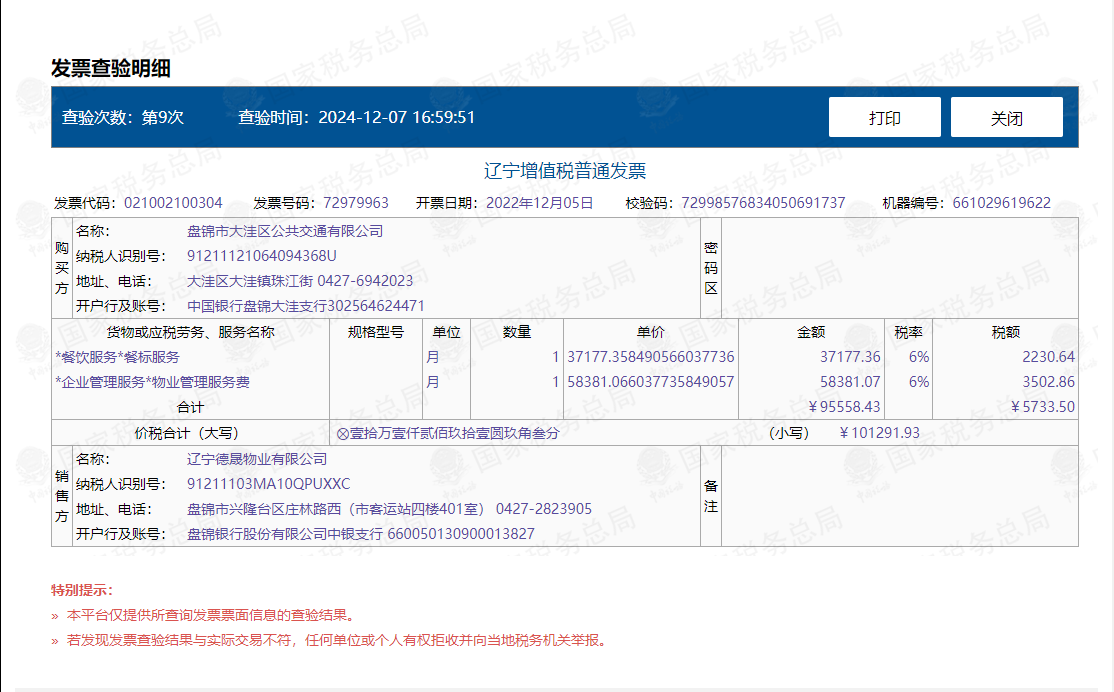 发票查验明细
查验次数：第9次 查验时间：2024-12-07 16:59:51 打印 关闭
辽宁增值税普通发票
发票代码：021002100304 发票号码：72979963 开票日期：2022年12月05日 校验码：72998576834050691737 机器编号：661029619622
购买方
名称： 盘锦市大洼区公共交通有限公司
纳税人识别号： 91211121064094368U
地址、电话： 大洼区大洼镇珠江街 0427-6942023
开户行及账号： 中国银行盘锦大洼支行302564624471
密码区
货物或应税劳务、服务名称 规格型号 单位 数量 单价 金额 税率 税额
*餐饮服务*餐标服务 月 1 37177.358490566037736 37177.36 6% 2230.64
*企业管理服务*物业管理服务费 月 1 58381.066037735849057 58381.07 6% 3502.86
合计 ￥95558.43 ￥5733.50
价税合计（大写） ⊗壹拾万壹仟贰佰玖拾壹圆玖角叁分 （小写） ￥101291.93
销售方
名称： 辽宁德晟物业有限公司
纳税人识别号： 91211103MA10QPUXXC
地址、电话： 盘锦市兴隆台区庄林路西（市客运站四楼401室） 0427-2823905
开户行及账号： 盘锦银行股份有限公司中银支行 660050130900013827
备注
特别提示：
» 本平台仅提供所查询发票票面信息的查验结果。
» 若发现发票查验结果与实际交易不符，任何单位或个人有权拒收并向当地税务机关举报。
国家税务总局